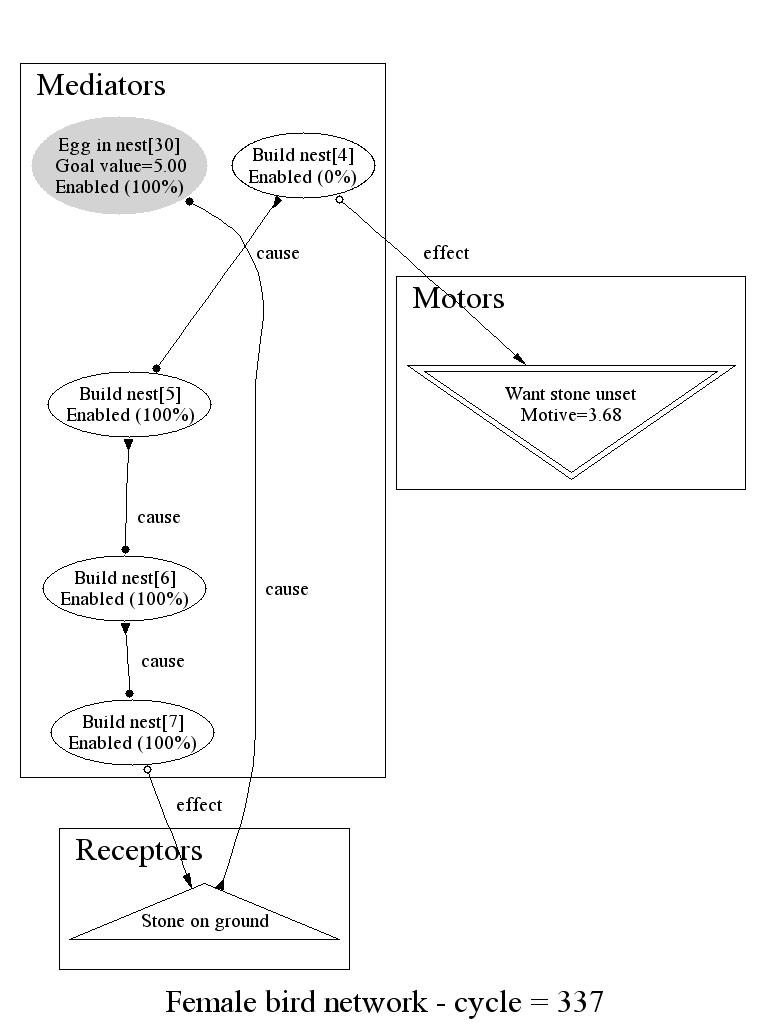 Mediators
Egg in nest[30]
Goal value=5.00
Enabled (100%)
Build nest[4]
Enabled (0%)
cause
effect
Motors
Want stone unset
Motive=3.68
Build nest[5]
Enabled (100%)
cause
Build nest[6]
Enabled (100%)
cause
cause
Build nest[7]
Enabled (100%)
effect
Receptors
Stone on ground
Female bird network - cycle = 337